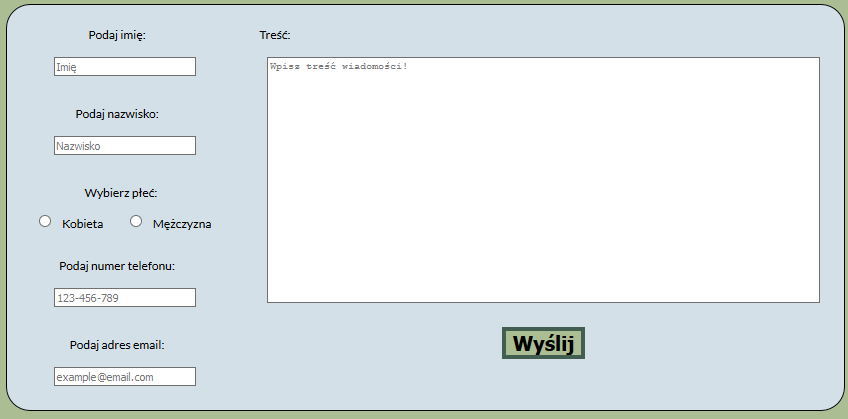 Podaj imię:
Imię
Podaj nazwisko:
Nazwisko
Wybierz płeć:
Kobieta Mężczyzna
Podaj numer telefonu:
123-456-789
Podaj adres email:
example@email.com
Treść:
Wpisz treść wiadomości!
Wyślij